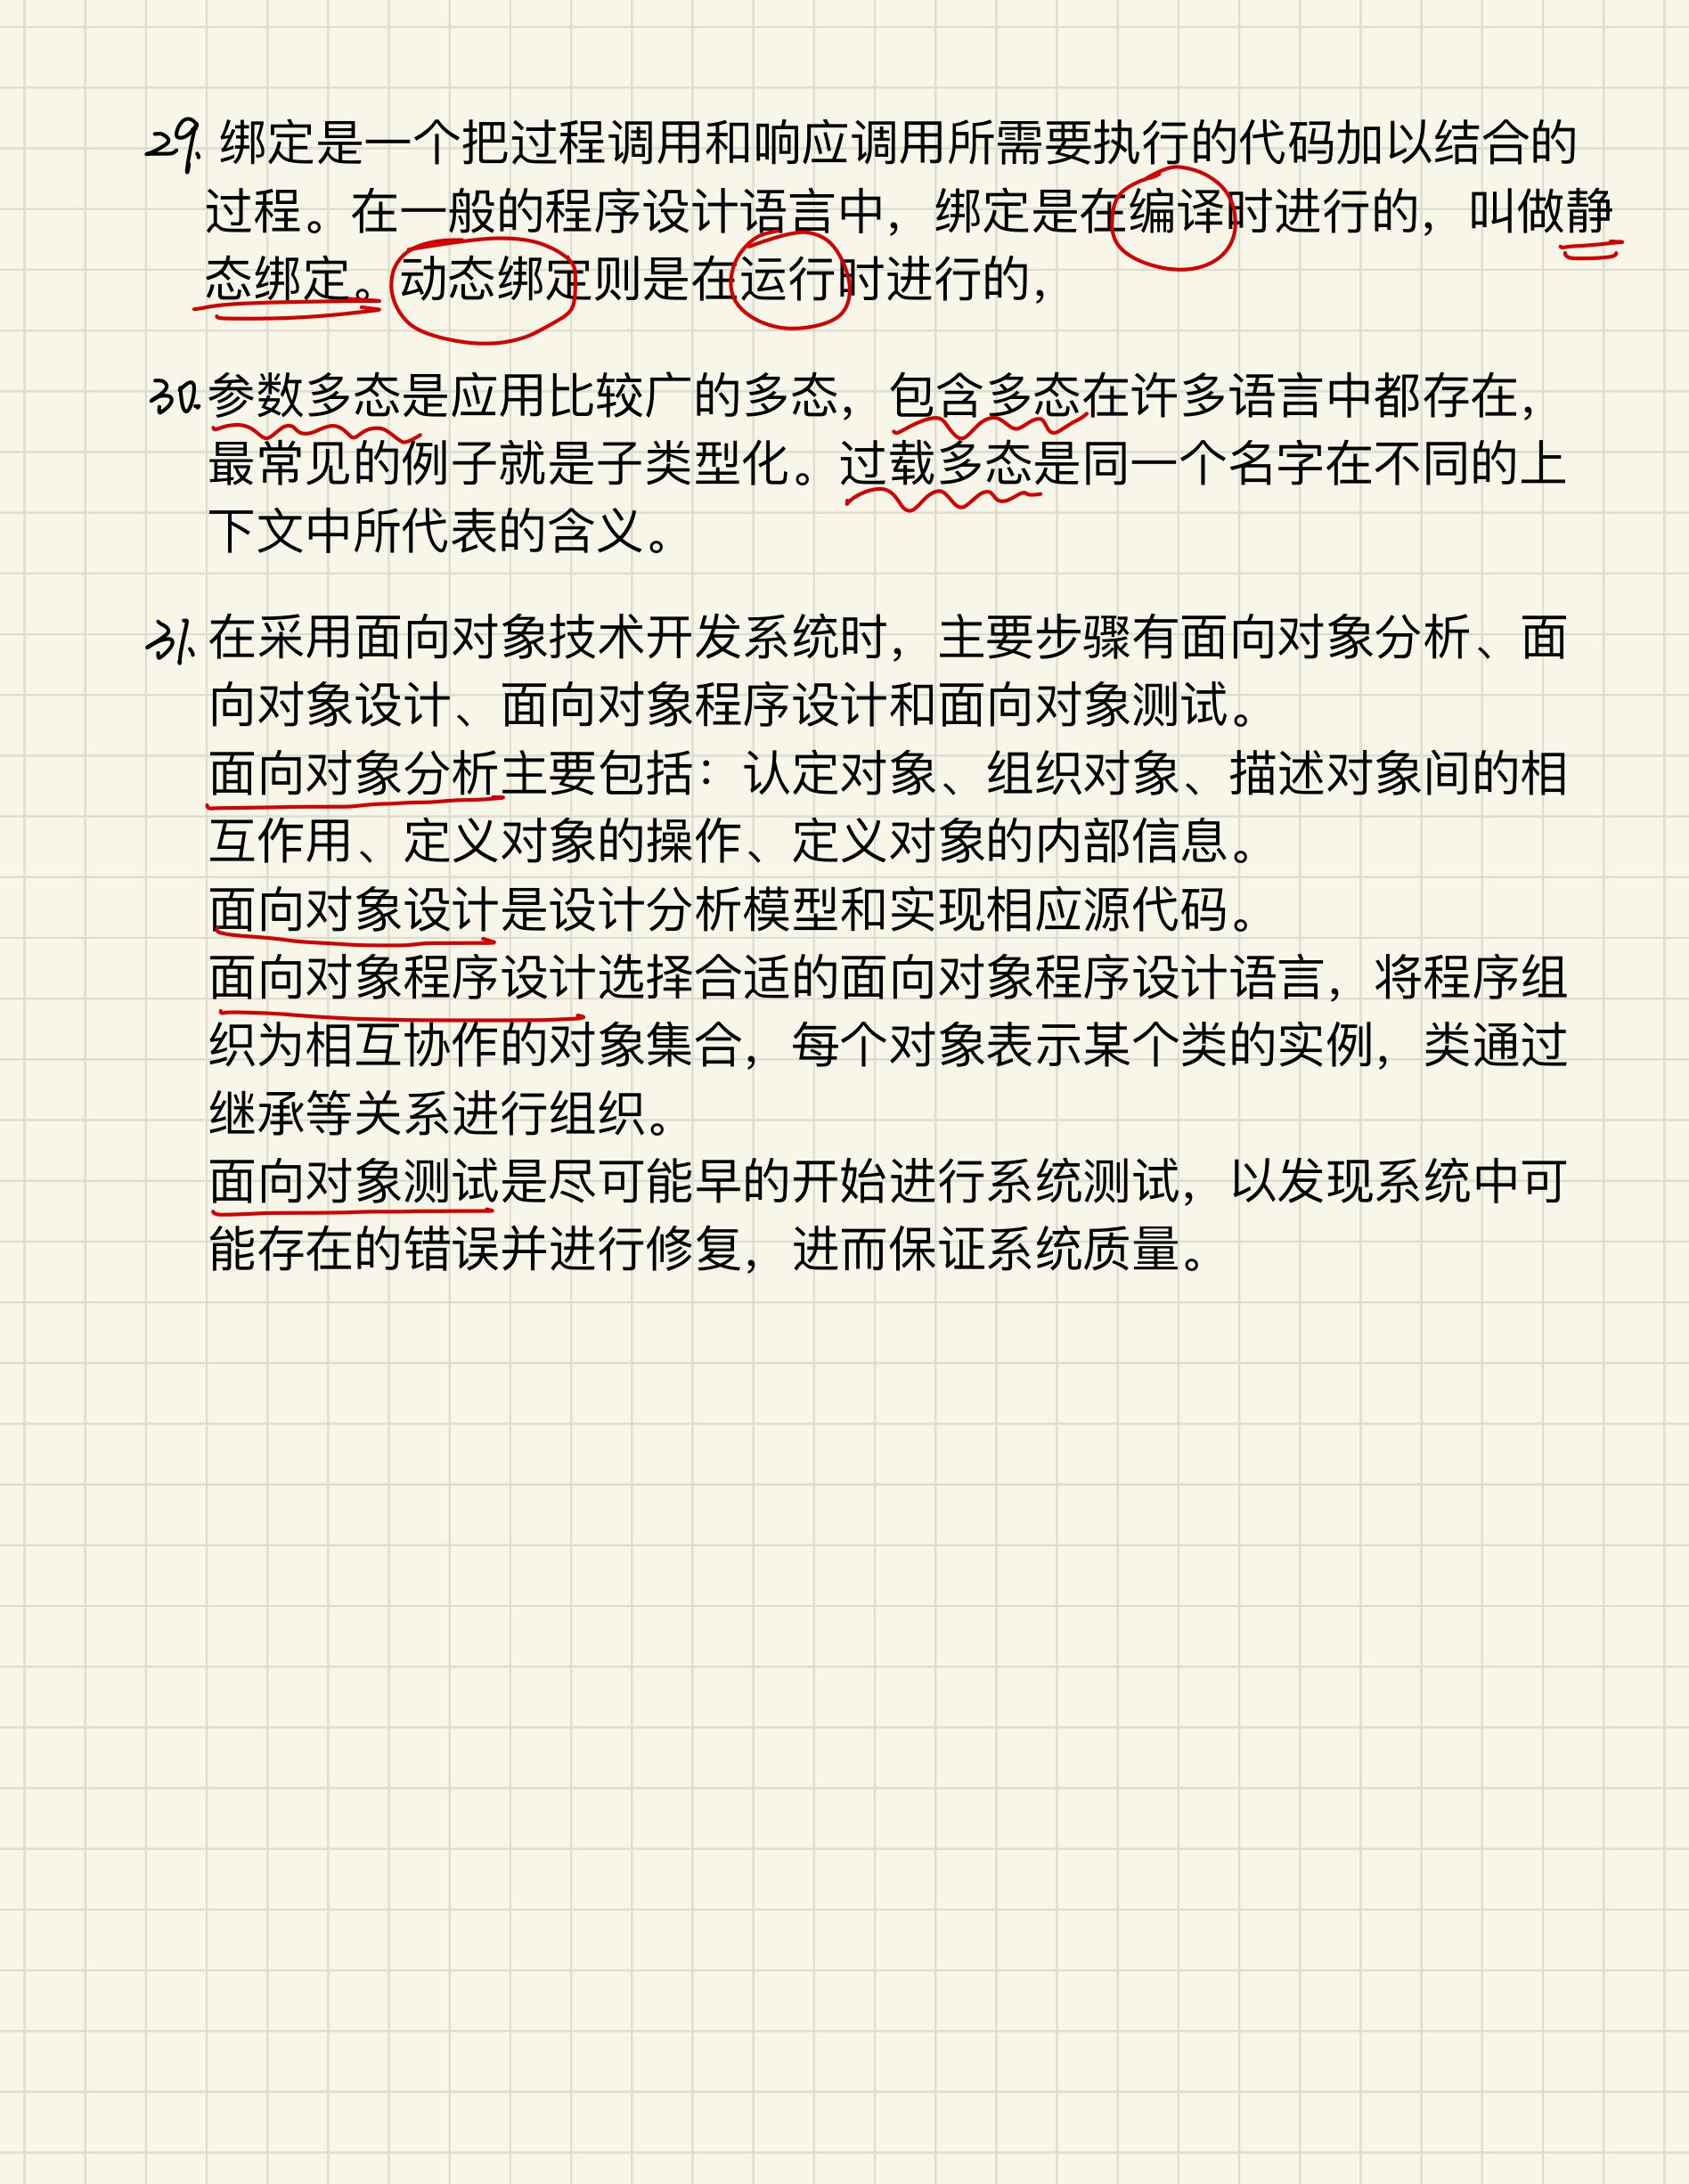 29. 绑定是一个把过程调用和响应调用所需要执行的代码加以结合的
过程。在一般的程序设计语言中，绑定是在编译时进行的，叫做静
态绑定。动态绑定则是在运行时进行的，
30. 参数多态是应用比较广的多态，包含多态在许多语言中都存在，
最常见的例子就是子类型化。过载多态是同一个名字在不同的上
下文中所代表的含义。
31. 在采用面向对象技术开发系统时，主要步骤有面向对象分析、面
向对象设计、面向对象程序设计和面向对象测试。
面向对象分析主要包括：认定对象、组织对象、描述对象间的相
互作用、定义对象的操作、定义对象的内部信息。
面向对象设计是设计分析模型和实现相应源代码。
面向对象程序设计选择合适的面向对象程序设计语言，将程序组
织为相互协作的对象集合，每个对象表示某个类的实例，类通过
继承等关系进行组织。
面向对象测试是尽可能早的开始进行系统测试，以发现系统中可
能存在的错误并进行修复，进而保证系统质量。